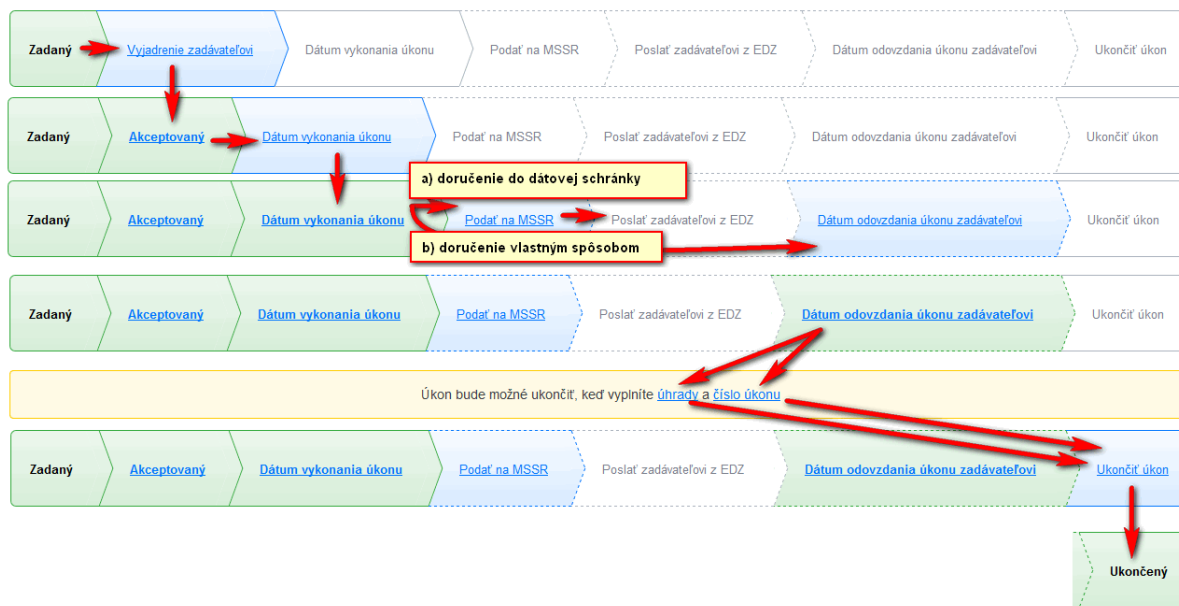 Zadaný Vyjadrenie zadávateľovi Dátum vykonania úkonu Podať na MSSR Poslať zadávateľovi z EDZ Dátum odovzdania úkonu zadávateľovi Ukončiť úkon
Zadaný Akceptovaný Dátum vykonania úkonu Podať na MSSR Poslať zadávateľovi z EDZ Dátum odovzdania úkonu zadávateľovi Ukončiť úkon
a) doručenie do dátovej schránky
Zadaný Akceptovaný Dátum vykonania úkonu Podať na MSSR Poslať zadávateľovi z EDZ Dátum odovzdania úkonu zadávateľovi Ukončiť úkon
b) doručenie vlastným spôsobom
Zadaný Akceptovaný Dátum vykonania úkonu Podať na MSSR Poslať zadávateľovi z EDZ Dátum odovzdania úkonu zadávateľovi Ukončiť úkon
Úkon bude možné ukončiť, keď vyplníte úhrady a číslo úkonu
Zadaný Akceptovaný Dátum vykonania úkonu Podať na MSSR Poslať zadávateľovi z EDZ Dátum odovzdania úkonu zadávateľovi Ukončiť úkon
Ukončený